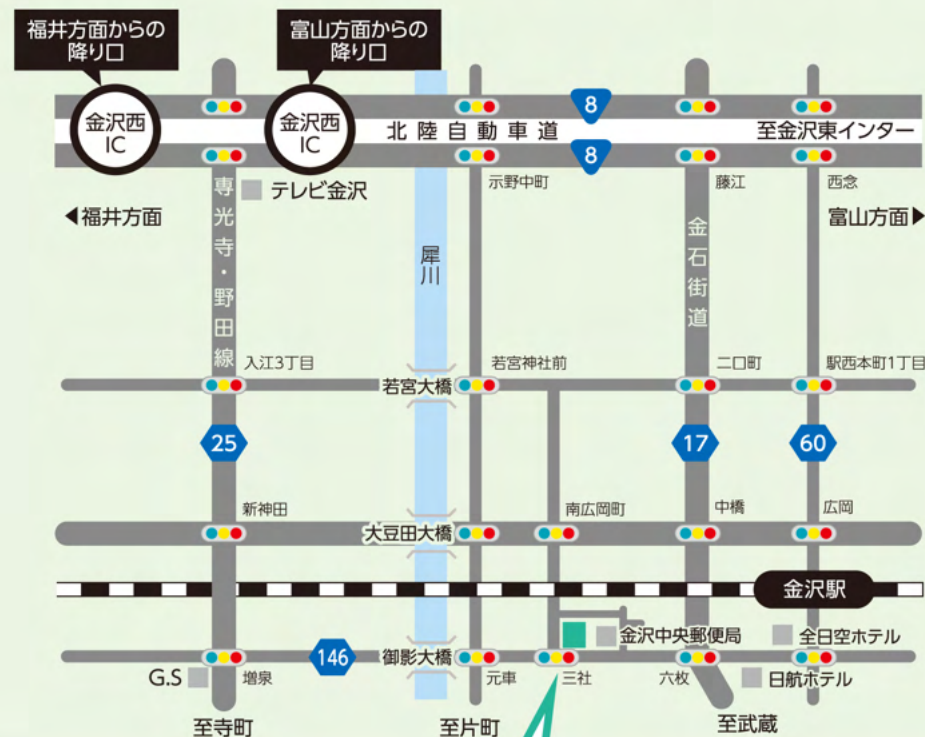 福井方面からの
降り口
富山方面からの
降り口
金沢西
IC
金沢西
IC
8
北陸自動車道
至金沢東インター
8
テレビ金沢
示野中町
藤江
西念
◀福井方面
富山方面▶
専光寺・野田線
犀川
金石街道
入江3丁目
若宮大橋
若宮神社前
二口町
駅西本町1丁目
25
17
60
新神田
大豆田大橋
南広岡町
中橋
広岡
金沢駅
金沢中央郵便局
全日空ホテル
146
御影大橋
G.S
増泉
元車
三社
六枚
日航ホテル
至寺町
至片町
至武蔵